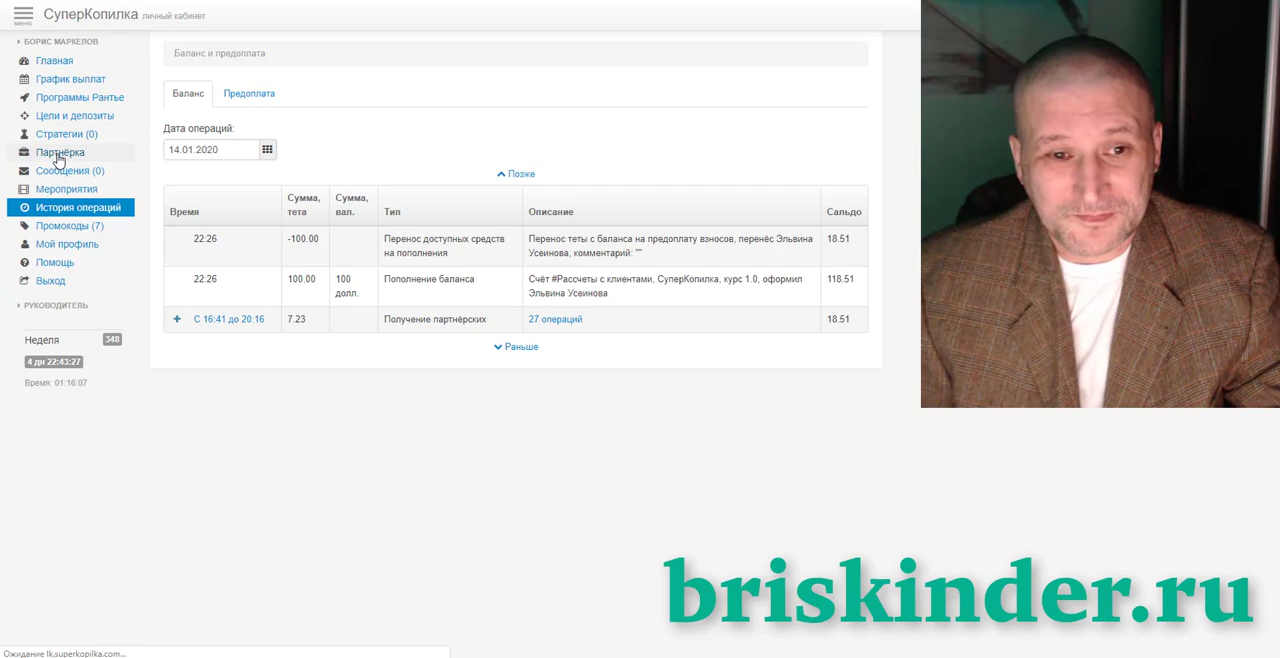 СуперКопилка личный кабинет
меню
БОРИС МАРКЕЛОВ
Главная
График выплат
Программы Рантье
Цели и депозиты
Стратегии (0)
Партнёрка
Сообщения (0)
Мероприятия
История операций
Промокоды (7)
Мой профиль
Помощь
Выход
РУКОВОДИТЕЛЬ
Неделя 348
4 дн 22:43:27
Время: 01:16:07
Баланс и предоплата
Баланс Предоплата
Дата операций:
14.01.2020
Позже
Время Сумма, тета Сумма, вал. Тип Описание Сальдо
22:26 -100.00 Перенос доступных средств на пополнения Перенос теты с баланса на предоплату взносов, перенёс Эльвина Усеинова, комментарий: "" 18.51
22:26 100.00 100 долл. Пополнение баланса Счёт #Рассчеты с клиентами, СуперКопилка, курс 1.0, оформил Эльвина Усеинова 118.51
С 16:41 до 20:16 7.23 Получение партнёрских 27 операций 18.51
Раньше
briskinder.ru
Ожидание lk.superkopilka.com...